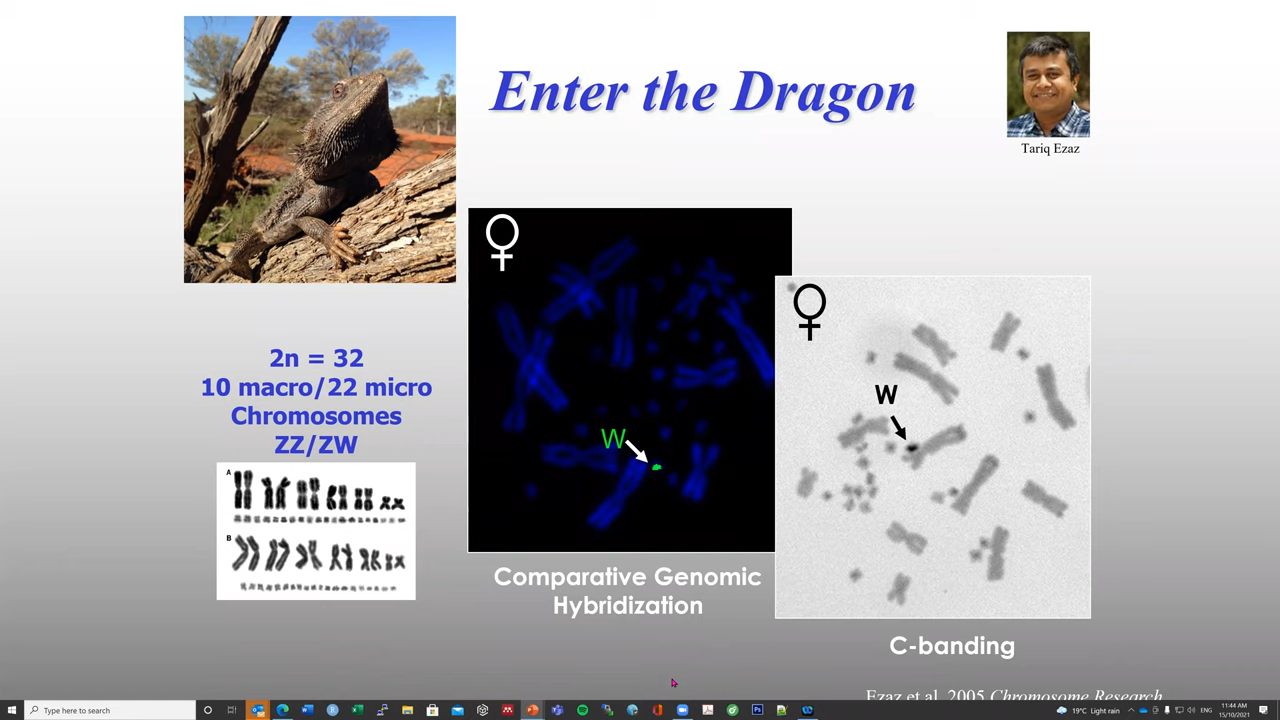 Enter the Dragon
Tariq Ezaz
♀
♀
W
2n = 32
10 macro/22 micro
Chromosomes
ZZ/ZW
W
A
B
Comparative Genomic
Hybridization
C-banding
Ezaz et al. 2005 Chromosome Research
Type here to search
19°C Light rain
11:44 AM
15/10/2021